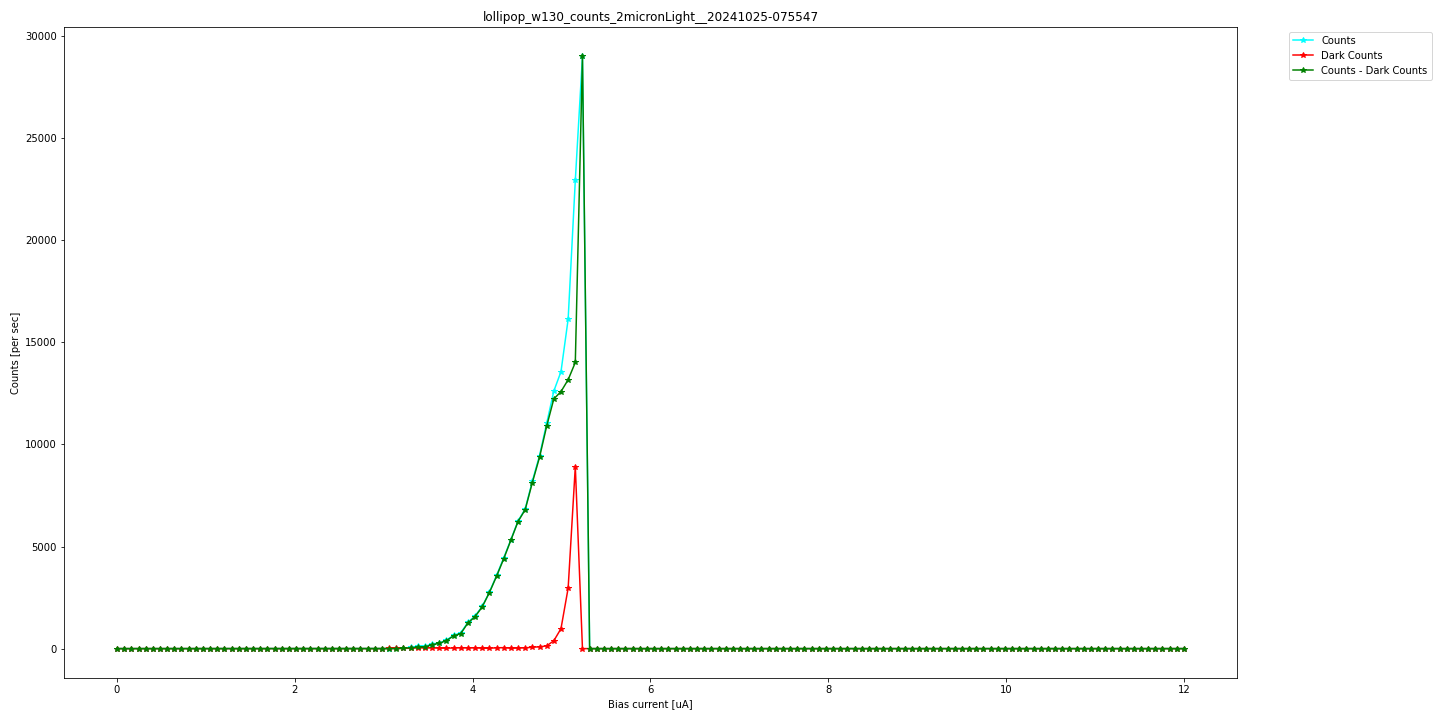 lollipop_w130_counts_2micronLight__20241025-075547
Counts
Dark Counts
Counts - Dark Counts
30000
25000
20000
15000
10000
5000
0
Counts [per sec]
0 2 4 6 8 10 12
Bias current [uA]